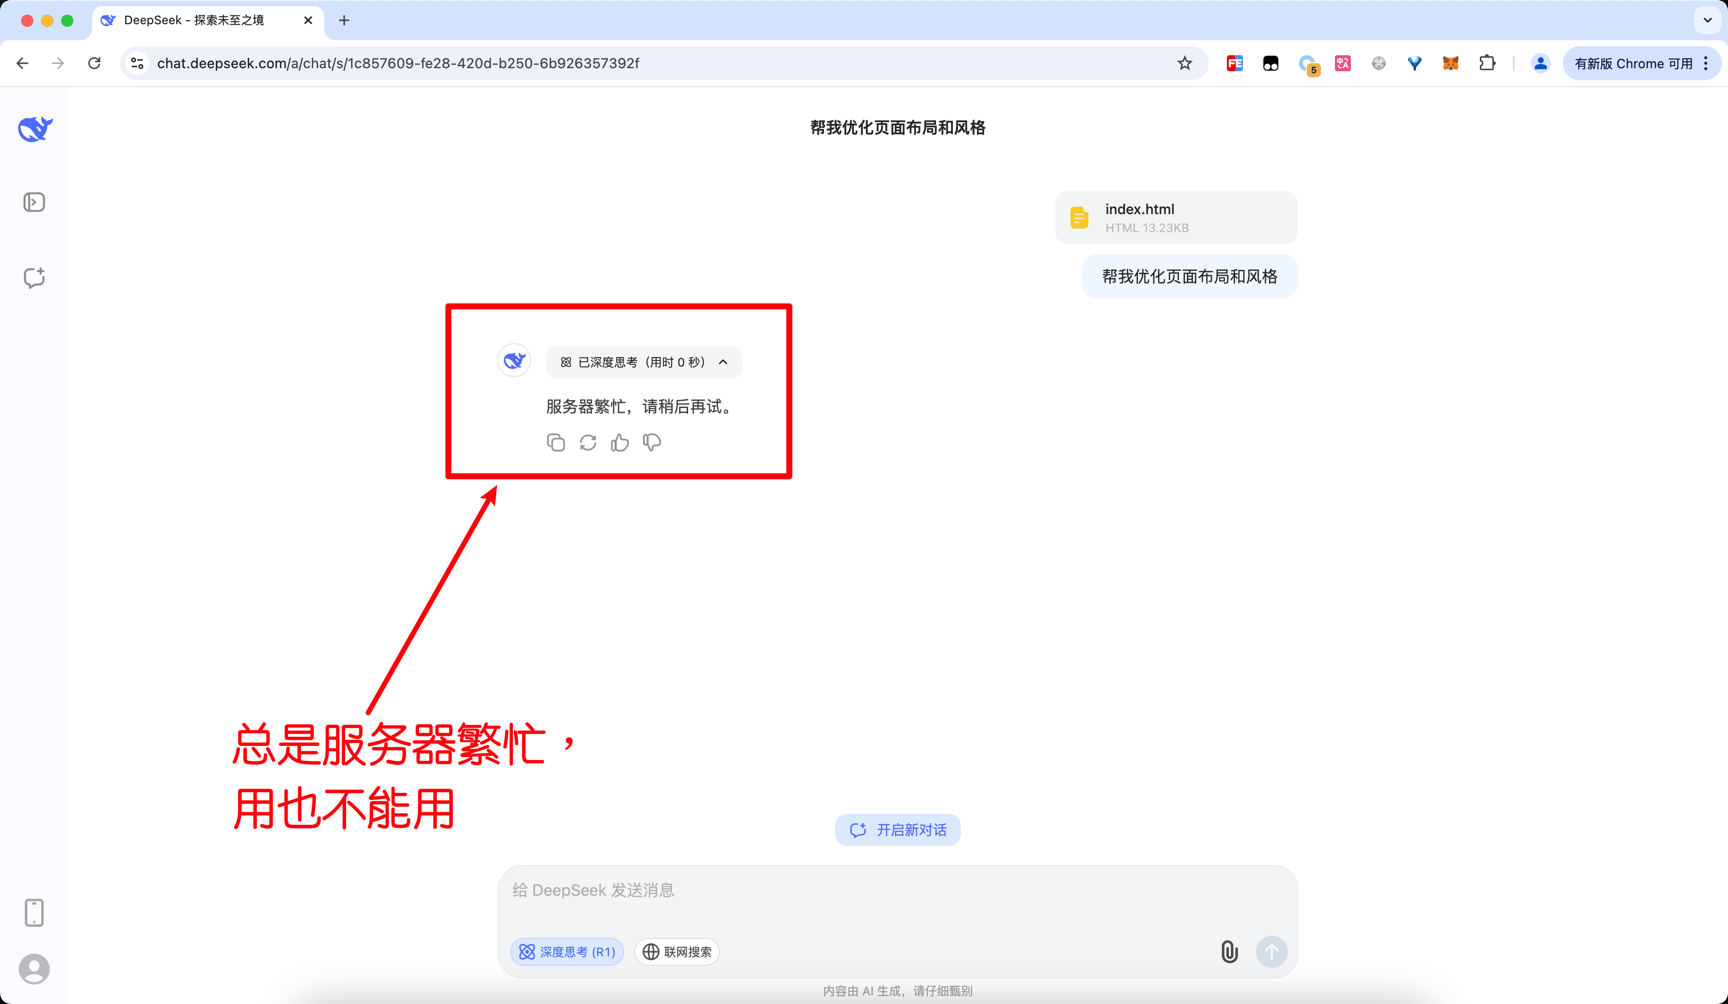 DeepSeek - 探索未至之境
chat.deepseek.com/a/chat/s/1c857609-fe28-420d-b250-6b926357392f
5
有新版 Chrome 可用
帮我优化页面布局和风格
index.html
HTML 13.23KB
帮我优化页面布局和风格
已深度思考（用时 0 秒）
服务器繁忙，请稍后再试。
总是服务器繁忙，
用也不能用
开启新对话
给 DeepSeek 发送消息
深度思考 (R1)
联网搜索
内容由 AI 生成，请仔细甄别